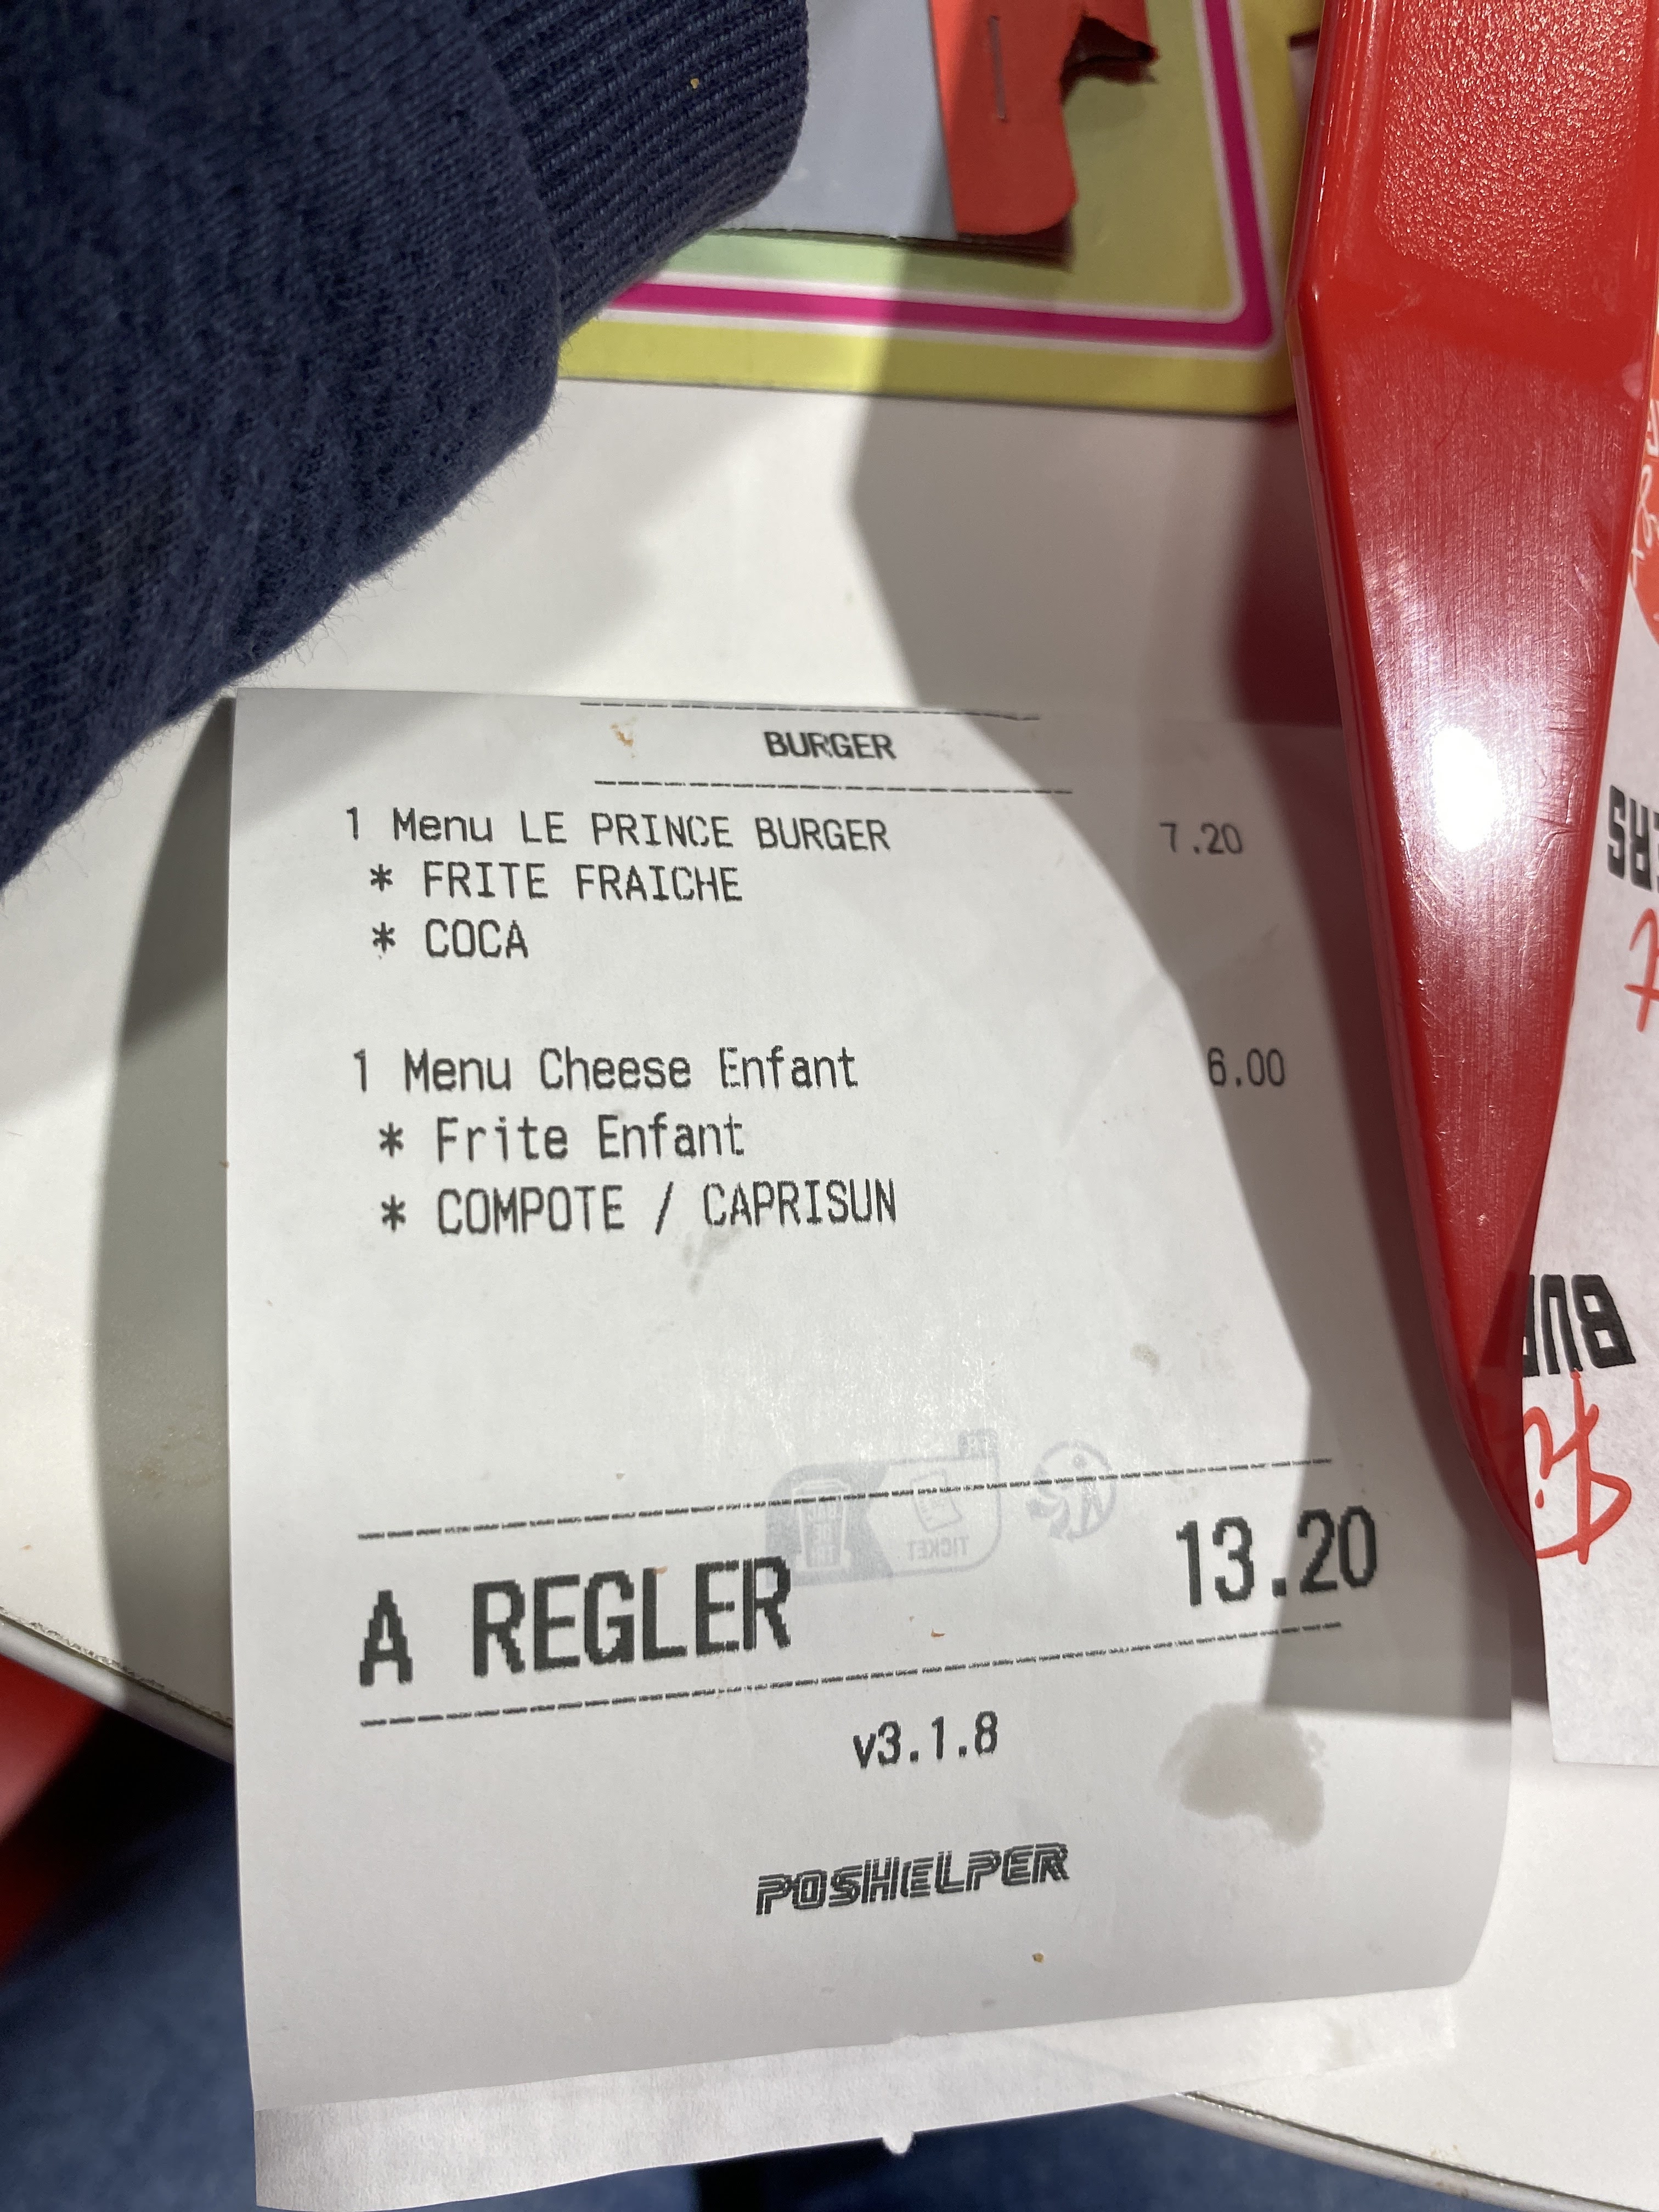 BURGER
1 Menu LE PRINCE BURGER 7.20
* FRITE FRAICHE
* COCA
1 Menu Cheese Enfant 6.00
* Frite Enfant
* COMPOTE / CAPRISUN
TICKET
A REGLER 13.20
v3.1.8
POSHELPER